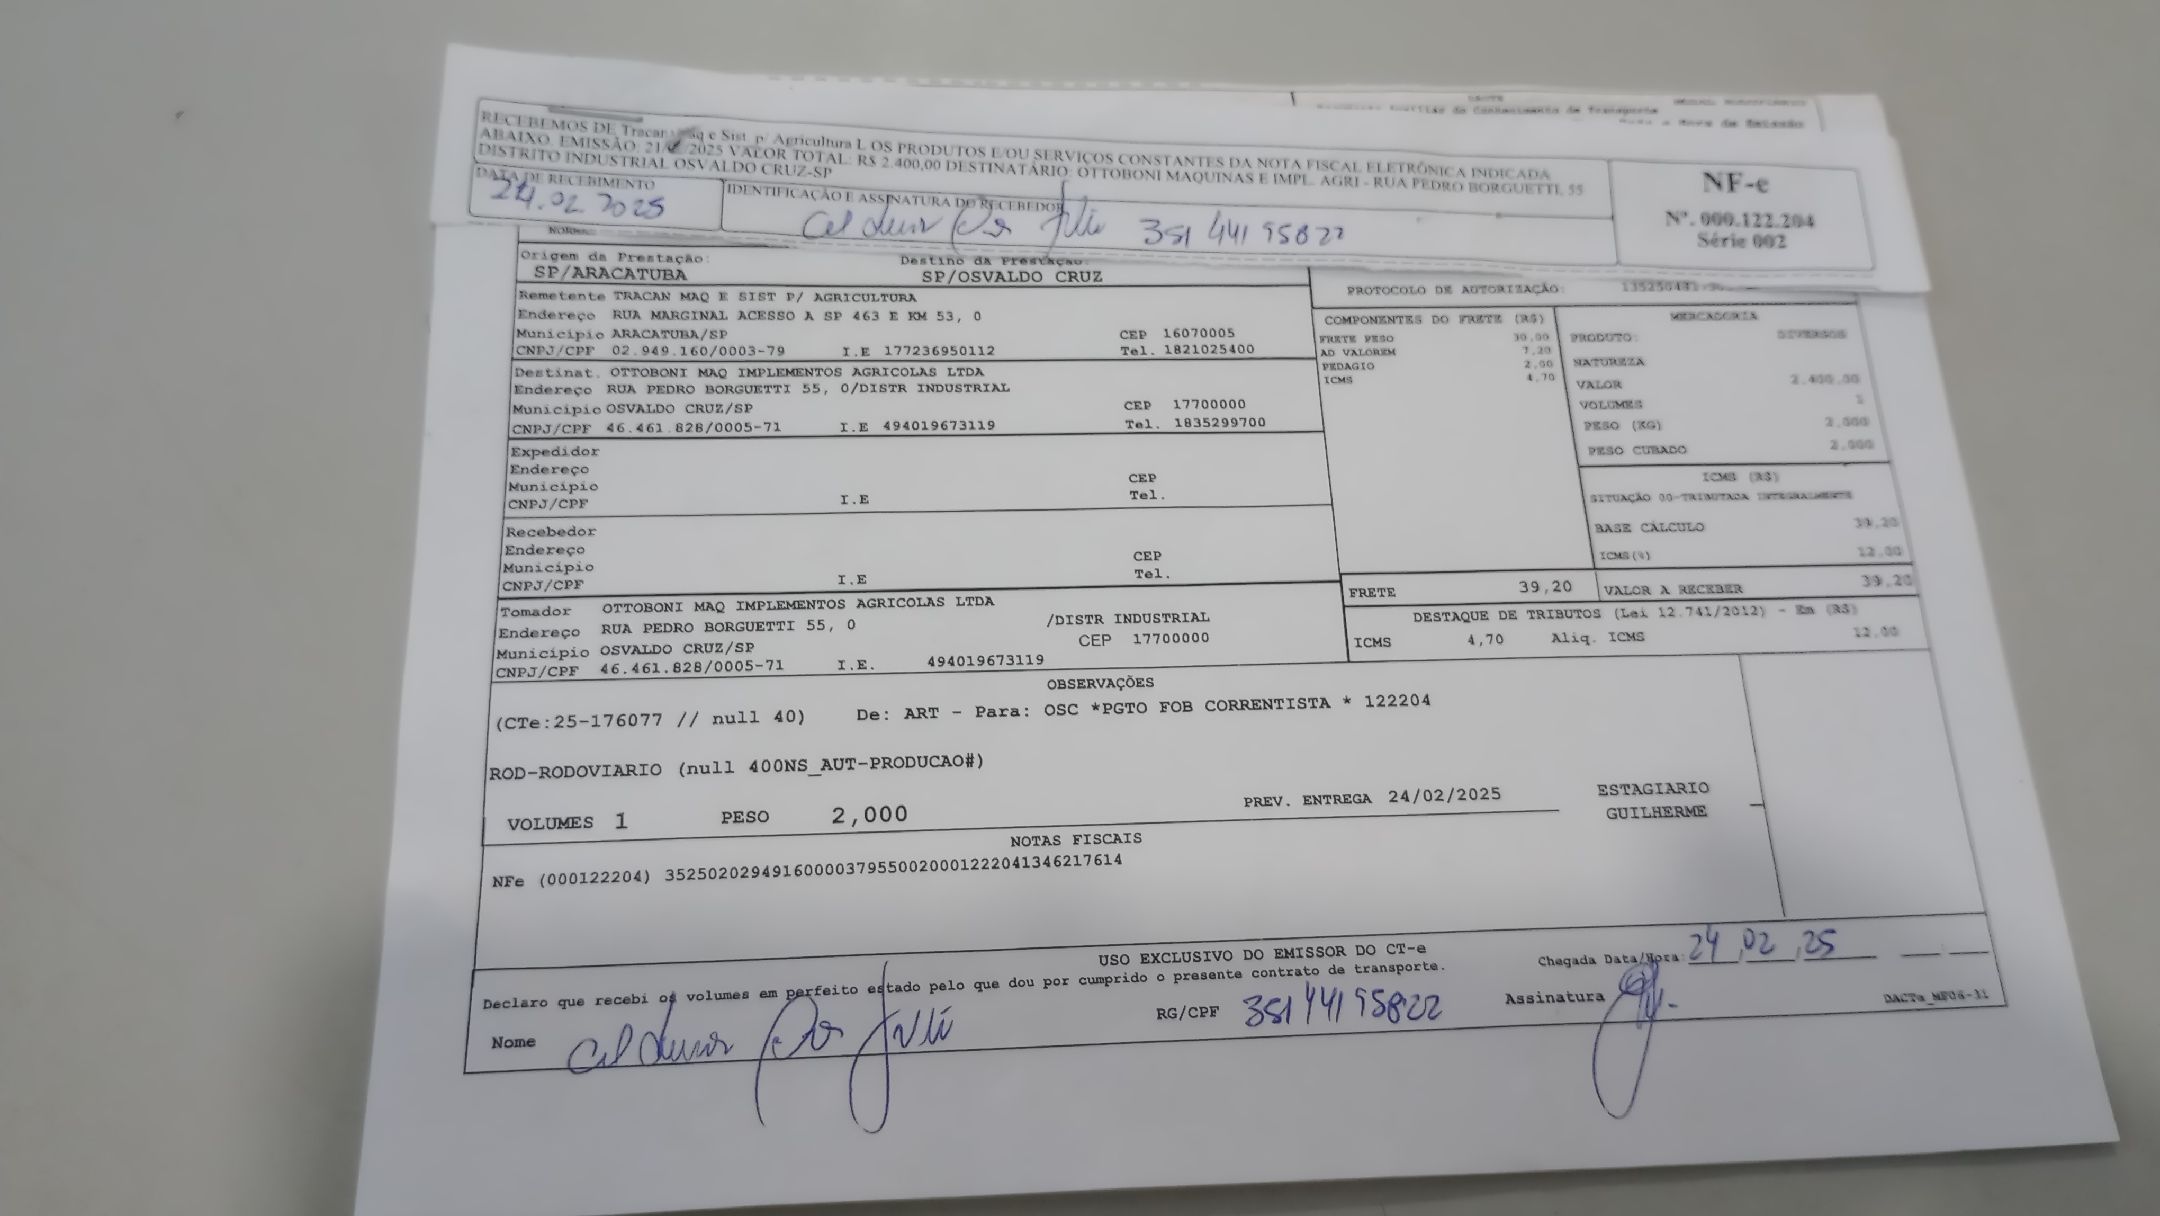 DACTE
de Conhecimento de Transporte
RECEBEMOS DE Tracan Maq e Sist. p/ Agricultura L OS PRODUTOS E/OU SERVIÇOS CONSTANTES DA NOTA FISCAL ELETRÔNICA INDICADA
ABAIXO. EMISSÃO: 21/ /2025 VALOR TOTAL: R$ 2.400,00 DESTINATÁRIO: OTTOBONI MAQUINAS E IMPL. AGRI - RUA PEDRO BORGUETTI, 55
DISTRITO INDUSTRIAL OSVALDO CRUZ-SP
DATA DE RECEBIMENTO
24.02.2025
IDENTIFICAÇÃO E ASSINATURA DO RECEBEDOR
351 441 958 22
NF-e
Nº. 000.122.204
Série 002
Origem da Prestação:
SP/ARACATUBA
Destino da Prestação:
SP/OSVALDO CRUZ
Remetente TRACAN MAQ E SIST P/ AGRICULTURA
Endereço RUA MARGINAL ACESSO A SP 463 E KM 53, 0
Município ARACATUBA/SP CEP 16070005
CNPJ/CPF 02.949.160/0003-79 I.E 177236950112 Tel. 1821025400
Destinat. OTTOBONI MAQ IMPLEMENTOS AGRICOLAS LTDA
Endereço RUA PEDRO BORGUETTI 55, 0/DISTR INDUSTRIAL
Município OSVALDO CRUZ/SP CEP 17700000
CNPJ/CPF 46.461.828/0005-71 I.E 494019673119 Tel. 1835299700
Expedidor
Endereço
Município CEP
CNPJ/CPF I.E Tel.
Recebedor
Endereço
Município CEP
CNPJ/CPF I.E Tel.
Tomador OTTOBONI MAQ IMPLEMENTOS AGRICOLAS LTDA
Endereço RUA PEDRO BORGUETTI 55, 0 /DISTR INDUSTRIAL
Município OSVALDO CRUZ/SP CEP 17700000
CNPJ/CPF 46.461.828/0005-71 I.E. 494019673119
PROTOCOLO DE AUTORIZAÇÃO:
COMPONENTES DO FRETE (R$)
FRETE PESO 30,00
AD VALOREM 7,20
PEDAGIO 2,00
ICMS 4,70
MERCADORIA
PRODUTO: DIVERSOS
NATUREZA
VALOR 2.400,00
VOLUMES 1
PESO (KG) 2,000
PESO CUBADO 2,000
ICMS (R$)
SITUAÇÃO 00-TRIBUTADA INTEGRALMENTE
BASE CÁLCULO 39,20
ICMS(%) 12,00
FRETE 39,20 VALOR A RECEBER 39,20
DESTAQUE DE TRIBUTOS (Lei 12.741/2012) - Em (R$)
ICMS 4,70 Aliq. ICMS 12,00
OBSERVAÇÕES
(CTe:25-176077 // null 40) De: ART - Para: OSC *PGTO FOB CORRENTISTA * 122204
ROD-RODOVIARIO (null 400NS_AUT-PRODUCAO#)
VOLUMES 1 PESO 2,000 PREV. ENTREGA 24/02/2025
ESTAGIARIO
GUILHERME
NOTAS FISCAIS
NFe (000122204) 35250202949160000379550020001222041346217614
USO EXCLUSIVO DO EMISSOR DO CT-e
Declaro que recebi os volumes em perfeito estado pelo que dou por cumprido o presente contrato de transporte.
Chegada Data/Hora: 24,02,25
Nome
RG/CPF 351 441 958 22
Assinatura
DACTe_MF06-31